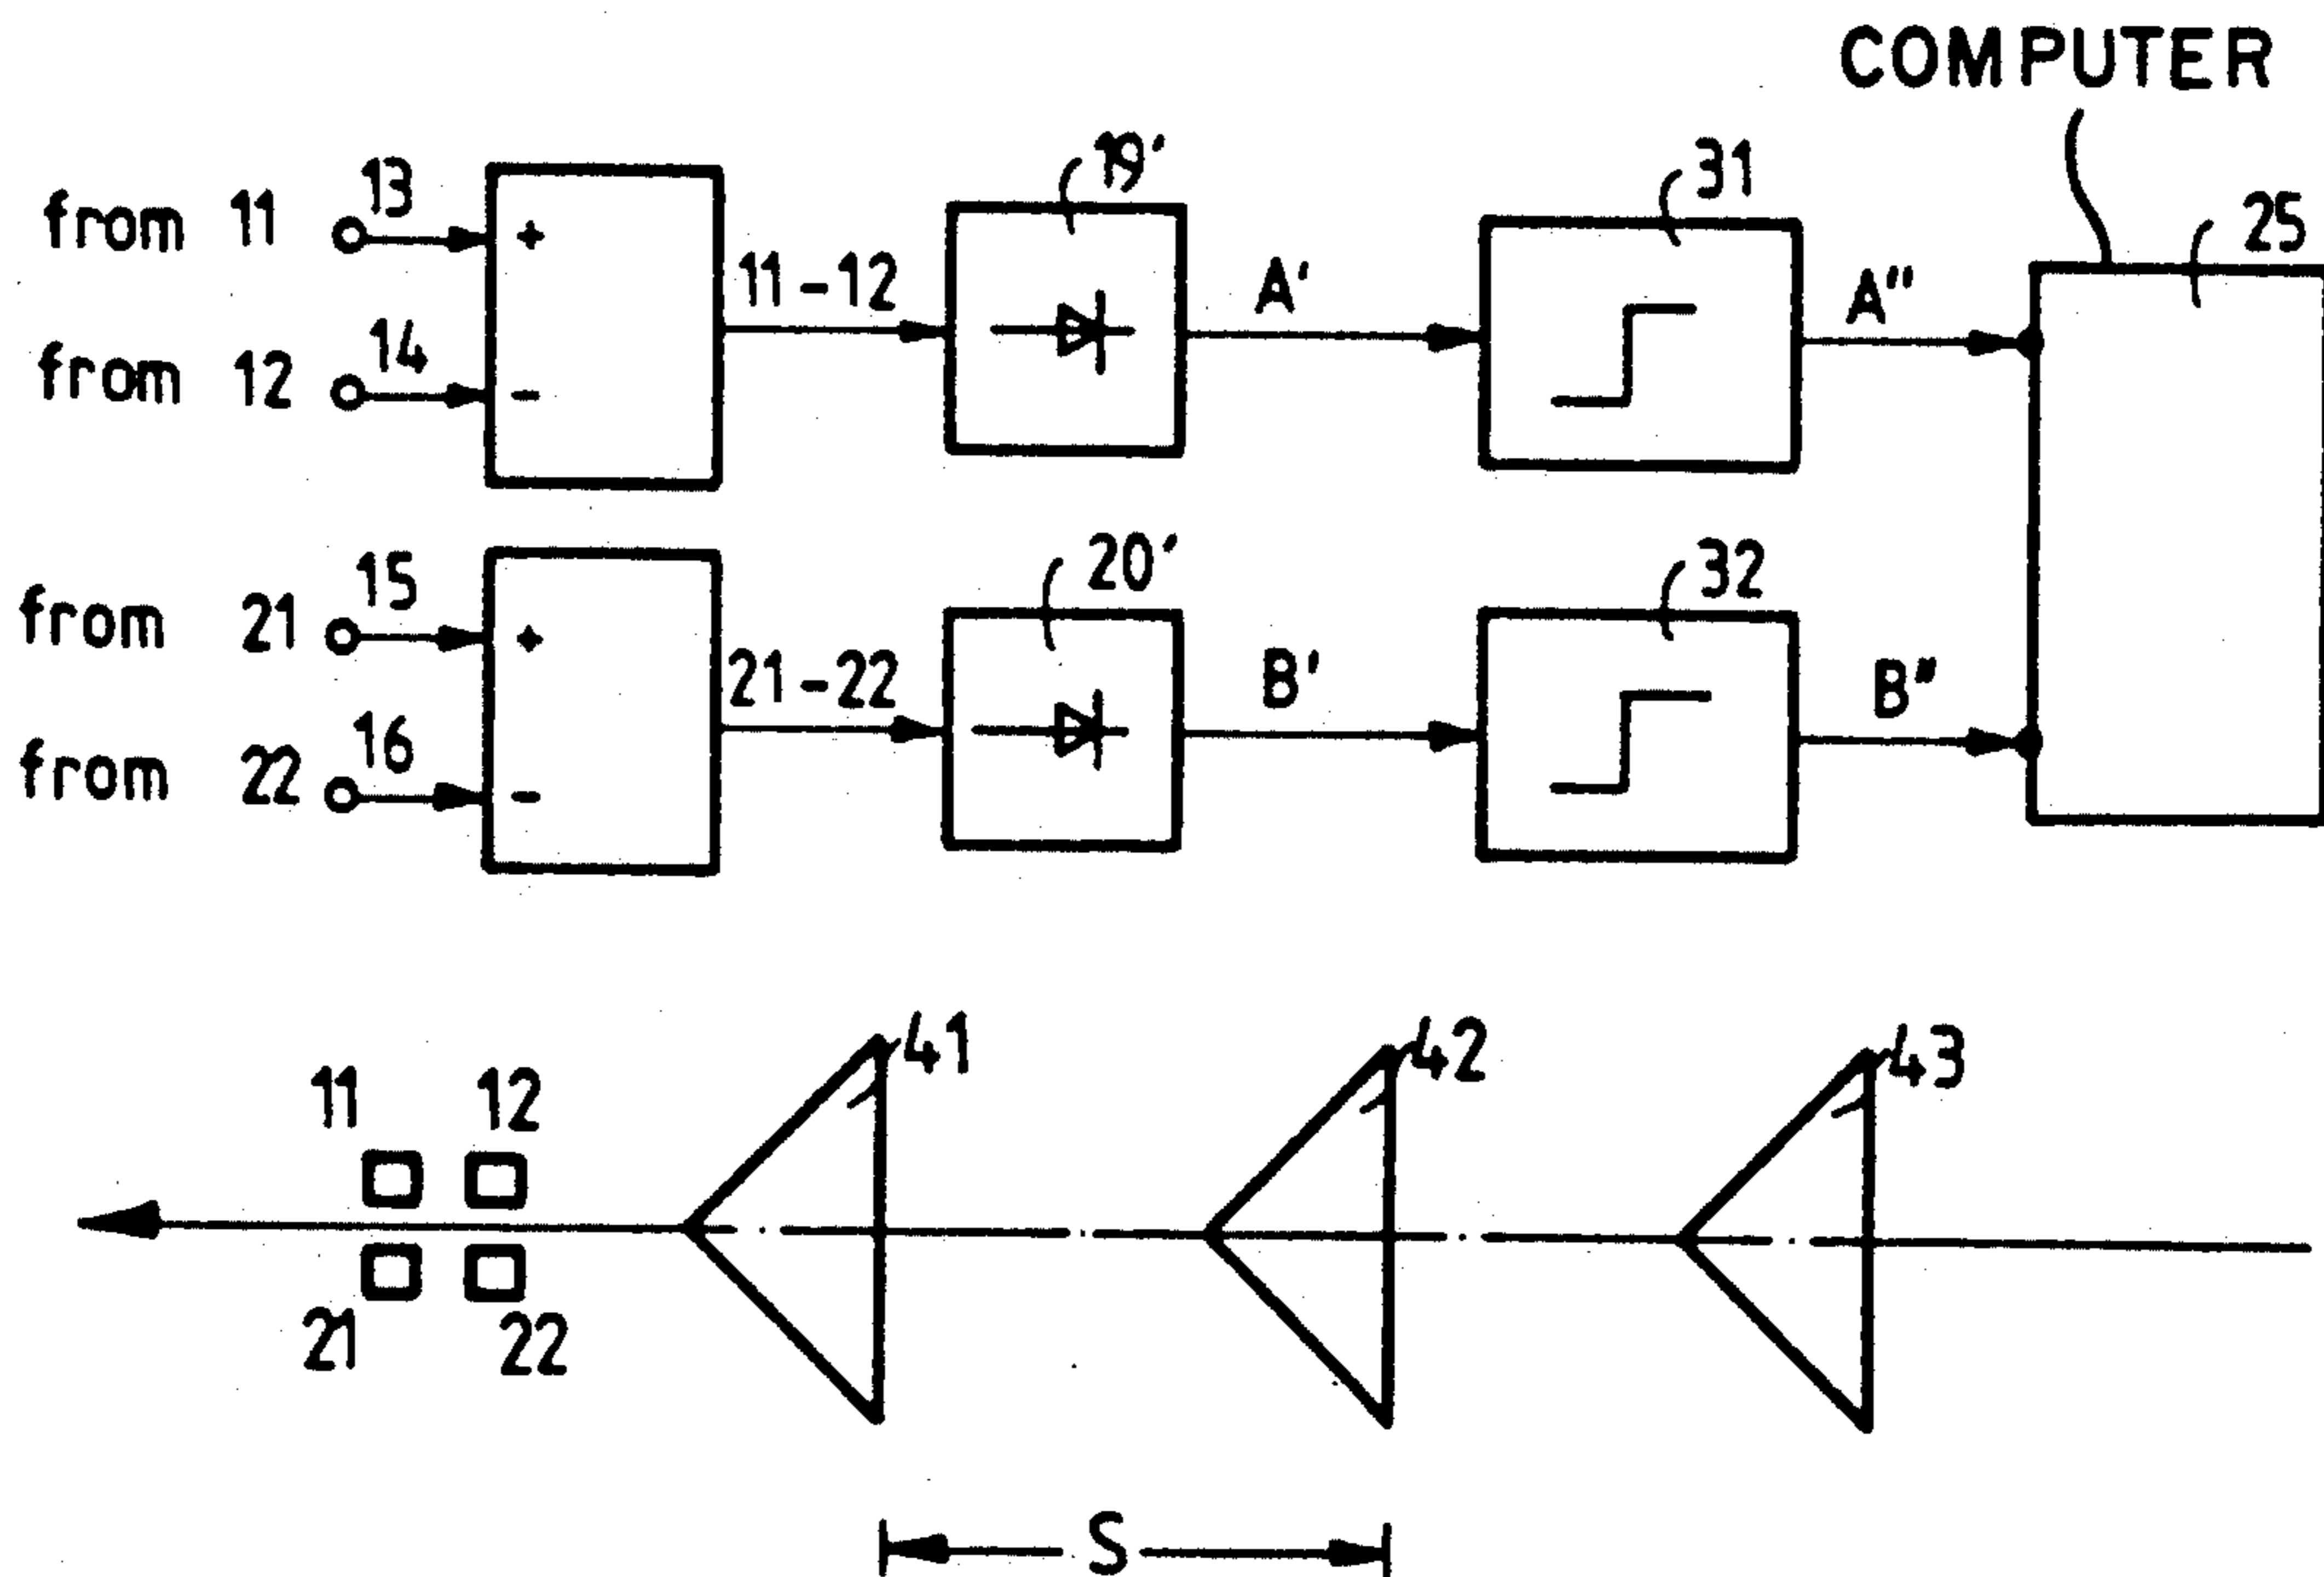 COMPUTER
from 11 13 + 11-12 19' A' 31 A" 25
from 12 14 -
from 21 15 + 21-22 20' B' 32 B"
from 22 16 -
11 12 41 42 43
21 22
S